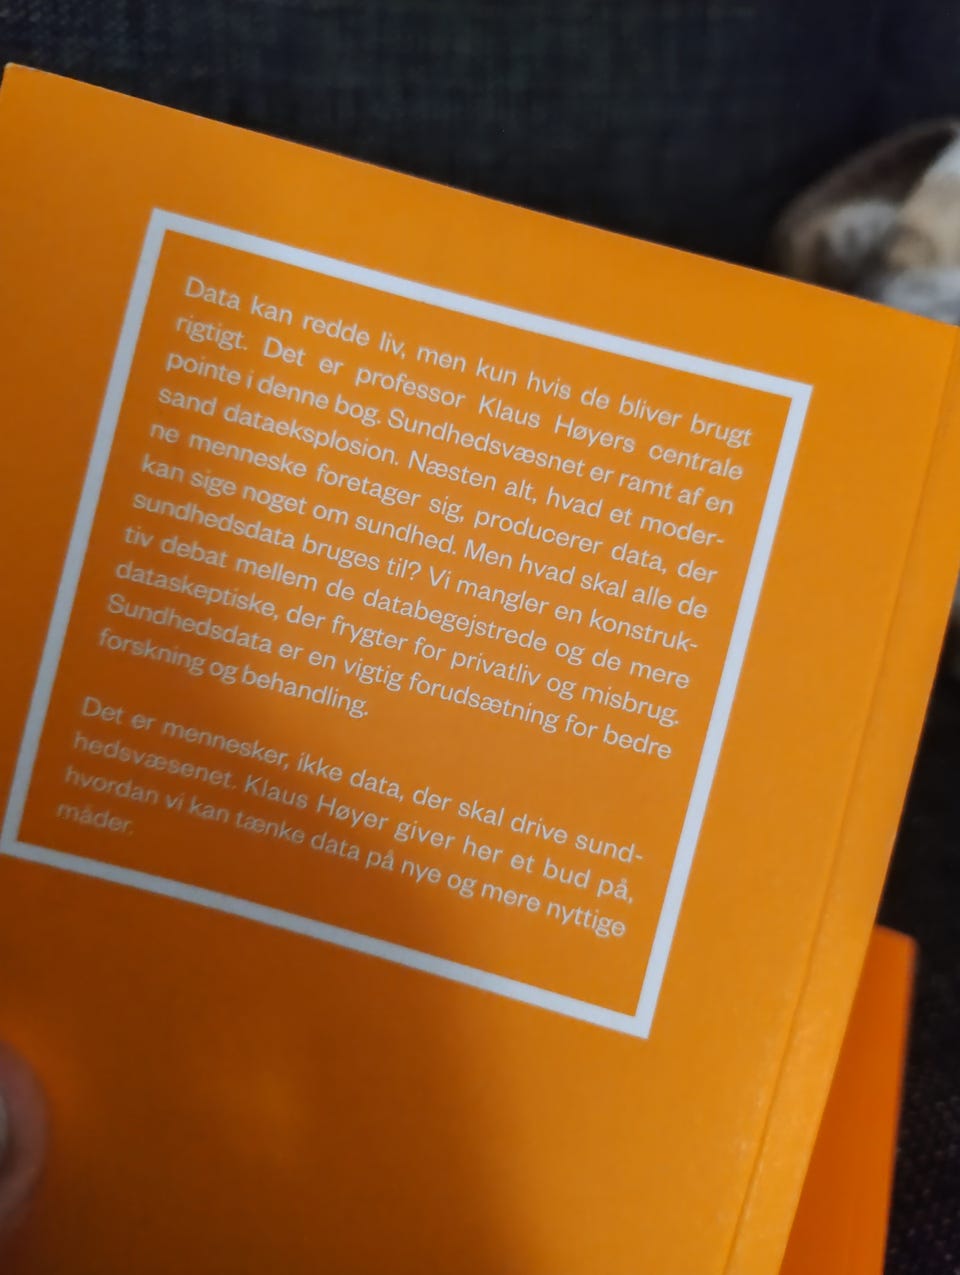 Data kan redde liv, men kun hvis de bliver brugt
rigtigt. Det er professor Klaus Høyers centrale
pointe i denne bog. Sundhedsvæsnet er ramt af en
sand dataeksplosion. Næsten alt, hvad et moder-
ne menneske foretager sig, producerer data, der
kan sige noget om sundhed. Men hvad skal alle de
sundhedsdata bruges til? Vi mangler en konstruk-
tiv debat mellem de databegejstrede og de mere
dataskeptiske, der frygter for privatliv og misbrug.
Sundhedsdata er en vigtig forudsætning for bedre
forskning og behandling.
Det er mennesker, ikke data, der skal drive sund-
hedsvæsenet. Klaus Høyer giver her et bud på,
hvordan vi kan tænke data på nye og mere nyttige
måder.